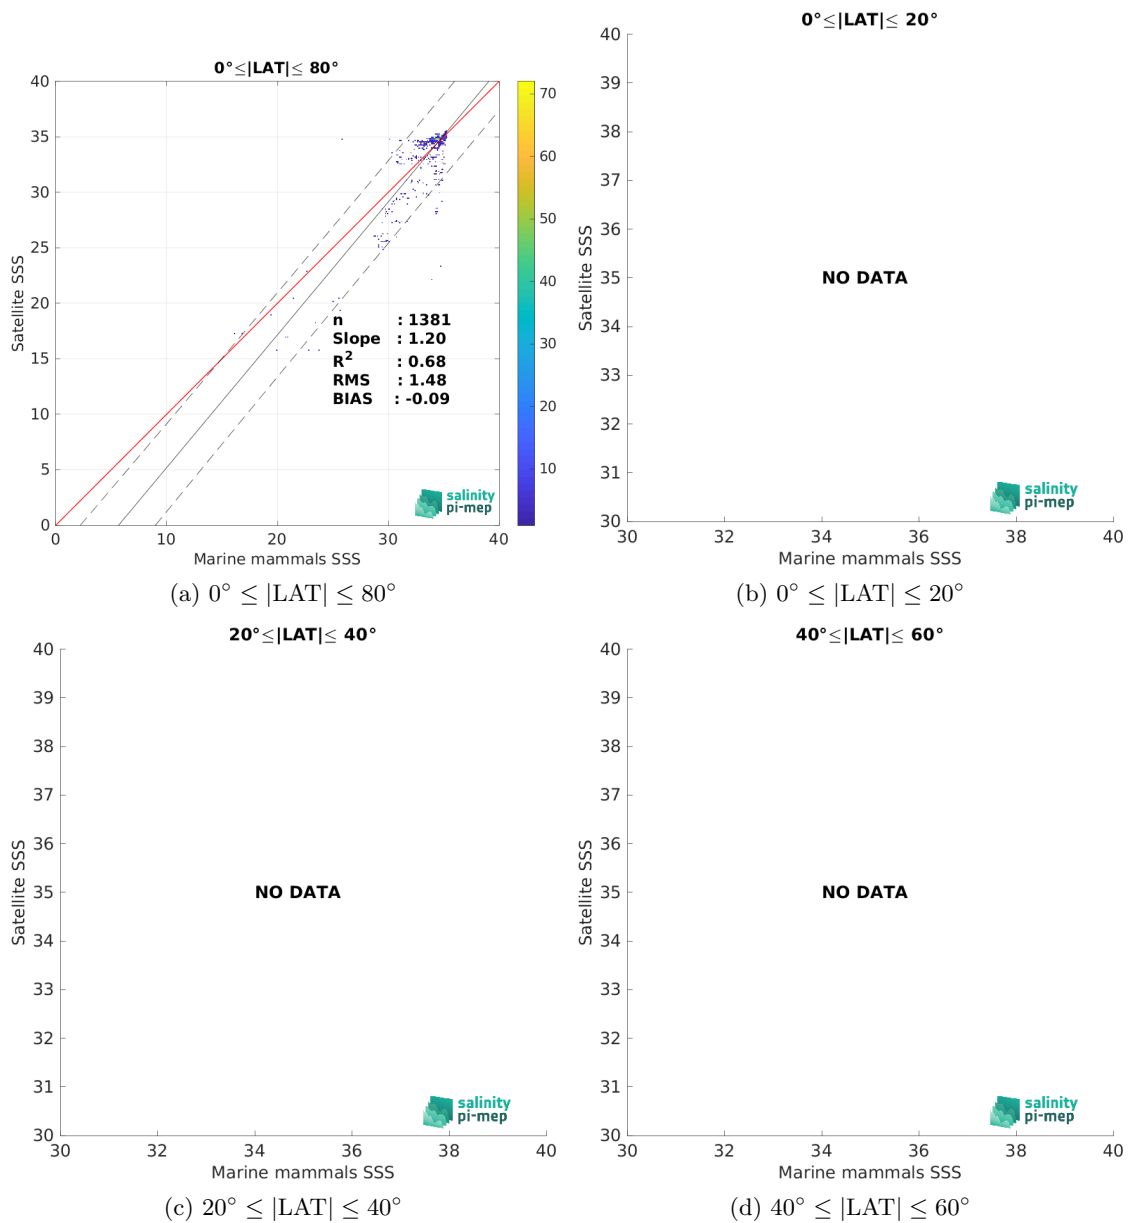 0°≤|LAT|≤ 80°
40
35
30
25
20
15
10
5
0
0
10
20
30
40
Satellite SSS
Marine mammals SSS
n : 1381
Slope : 1.20
R2 : 0.68
RMS : 1.48
BIAS : -0.09
salinity
pi-mep
70
60
50
40
30
20
10
(a) 0° ≤ |LAT| ≤ 80°
0°≤|LAT|≤ 20°
40
39
38
37
36
35
34
33
32
31
30
30
32
34
36
38
40
Satellite SSS
NO DATA
salinity
pi-mep
Marine mammals SSS
(b) 0° ≤ |LAT| ≤ 20°
20°≤|LAT|≤ 40°
40
39
38
37
36
35
34
33
32
31
30
30
32
34
36
38
40
Satellite SSS
NO DATA
salinity
pi-mep
Marine mammals SSS
(c) 20° ≤ |LAT| ≤ 40°
40°≤|LAT|≤ 60°
40
39
38
37
36
35
34
33
32
31
30
30
32
34
36
38
40
Satellite SSS
NO DATA
salinity
pi-mep
Marine mammals SSS
(d) 40° ≤ |LAT| ≤ 60°